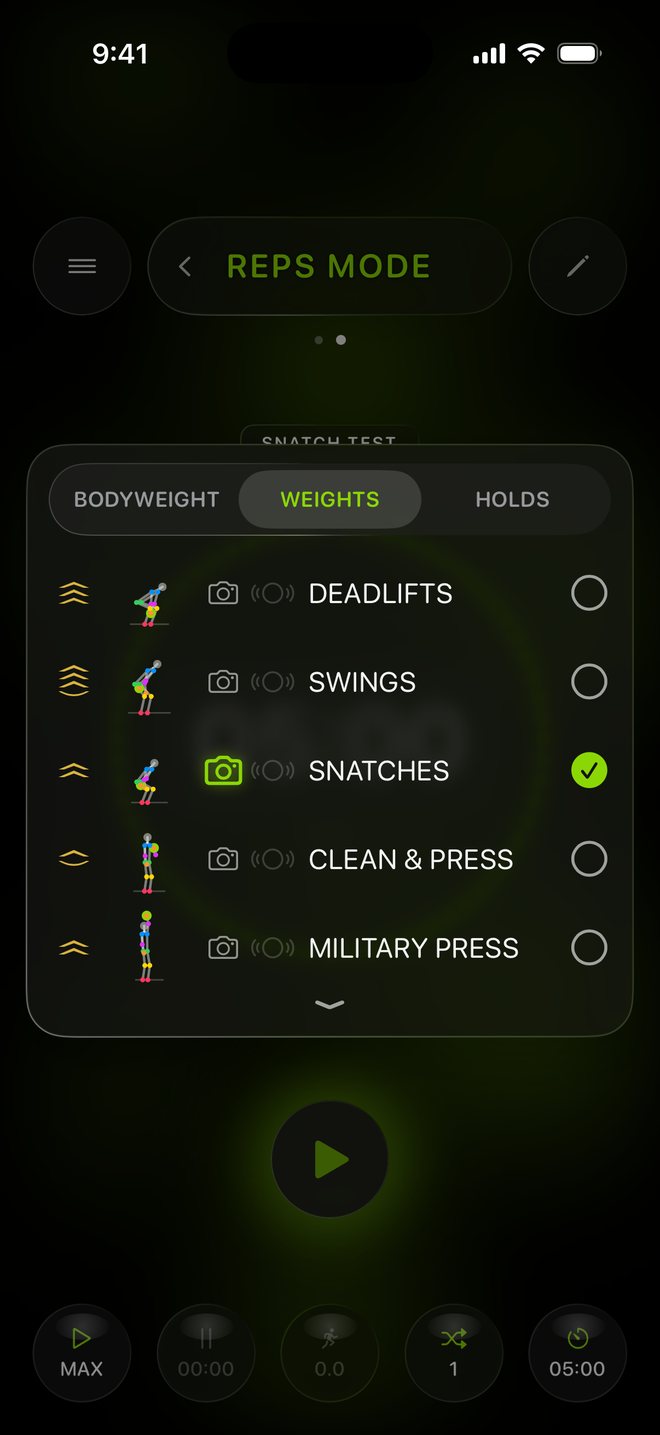 9:41
REPS MODE
SNATCH TEST
BODYWEIGHT WEIGHTS HOLDS
DEADLIFTS
SWINGS
SNATCHES
CLEAN & PRESS
MILITARY PRESS
MAX 00:00 0.0 1 05:00